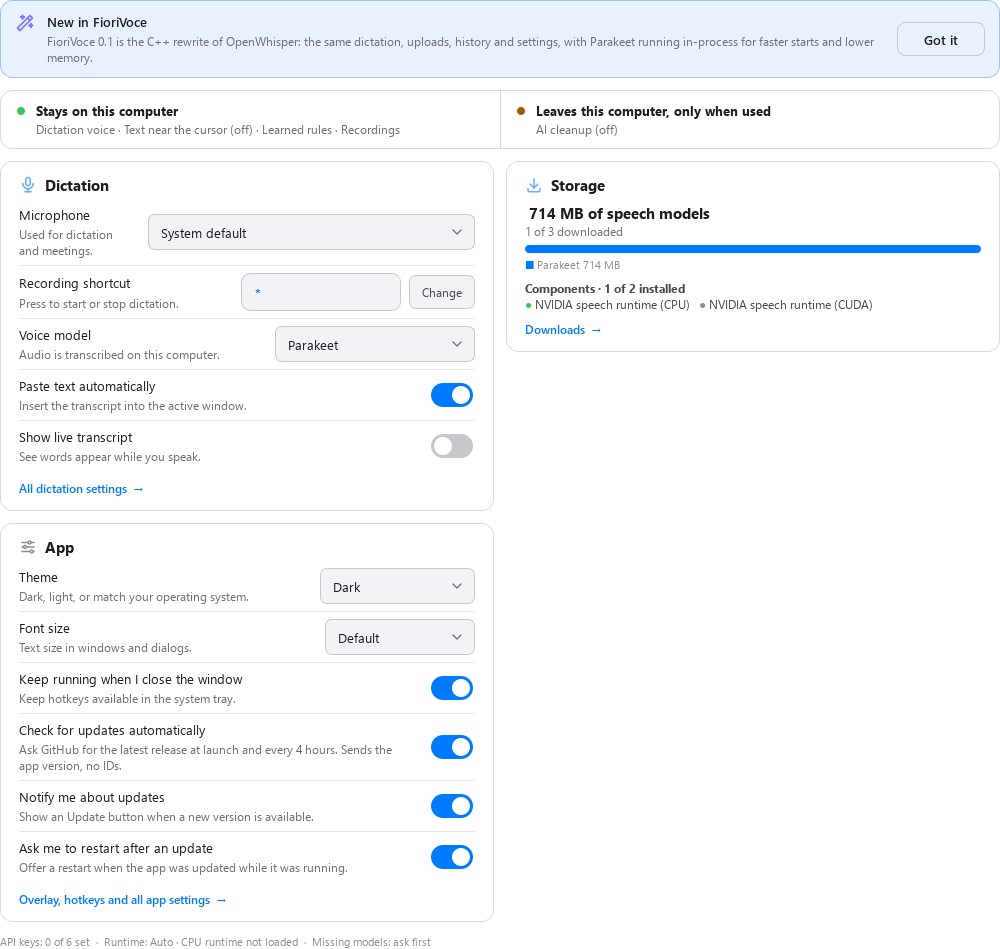 New in FioriVoce
FioriVoce 0.1 is the C++ rewrite of OpenWhisper: the same dictation, uploads, history and settings, with Parakeet running in-process for faster starts and lower
memory.
Got it
Stays on this computer
Dictation voice · Text near the cursor (off) · Learned rules · Recordings
Leaves this computer, only when used
AI cleanup (off)
Dictation
Microphone
Used for dictation
and meetings.
System default
Recording shortcut
Press to start or stop dictation.
*
Change
Voice model
Audio is transcribed on this computer.
Parakeet
Paste text automatically
Insert the transcript into the active window.
Show live transcript
See words appear while you speak.
All dictation settings →
Storage
714 MB of speech models
1 of 3 downloaded
Parakeet 714 MB
Components · 1 of 2 installed
NVIDIA speech runtime (CPU) NVIDIA speech runtime (CUDA)
Downloads →
App
Theme
Dark, light, or match your operating system.
Dark
Font size
Text size in windows and dialogs.
Default
Keep running when I close the window
Keep hotkeys available in the system tray.
Check for updates automatically
Ask GitHub for the latest release at launch and every 4 hours. Sends the
app version, no IDs.
Notify me about updates
Show an Update button when a new version is available.
Ask me to restart after an update
Offer a restart when the app was updated while it was running.
Overlay, hotkeys and all app settings →
API keys: 0 of 6 set · Runtime: Auto · CPU runtime not loaded · Missing models: ask first